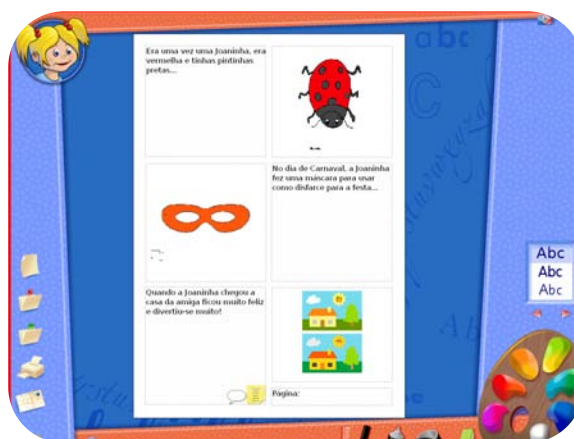 Era uma vez uma Joaninha, era
vermelha e tinhas pintinhas
pretas...
No dia de Carnaval, a Joaninha
fez uma máscara para usar
como disfarce para a festa...
Quando a Joaninha chegou a
casa da amiga ficou muito feliz
e divertiu-se muito!
Página:
abc
C
Abc
Abc
Abc